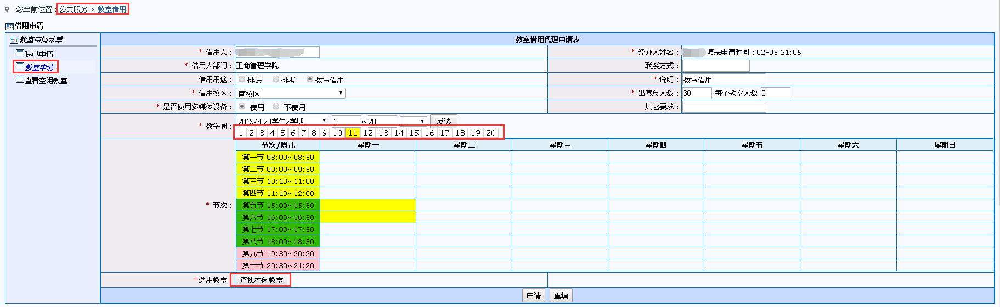 您当前位置：公共服务 > 教室借用
借用申请
教室申请菜单
我已申请
教室申请
查看空闲教室
教室借用代理申请表
* 借用人：
* 经办人姓名： 填表申请时间：02-05 21:05
* 借用人部门： 工商管理学院
联系方式：
借用用途： 排课 排考 教室借用
* 说明： 教室借用
* 借用校区： 南校区
* 出席总人数： 30 每个教室人数: 0
* 是否使用多媒体设备： 使用 不使用
其它要求：
* 教学周： 2019-2020学年2学期 1 ~ 20 ... 反选
1 2 3 4 5 6 7 8 9 10 11 12 13 14 15 16 17 18 19 20
* 节次：
节次/周几 星期一 星期二 星期三 星期四 星期五 星期六 星期日
第一节 08:00~08:50
第二节 09:00~09:50
第三节 10:10~11:00
第四节 11:10~12:00
第五节 15:00~15:50
第六节 16:00~16:50
第七节 17:00~17:50
第八节 18:00~18:50
第九节 19:30~20:20
第十节 20:30~21:20
*选用教室 查找空闲教室
申请 重填